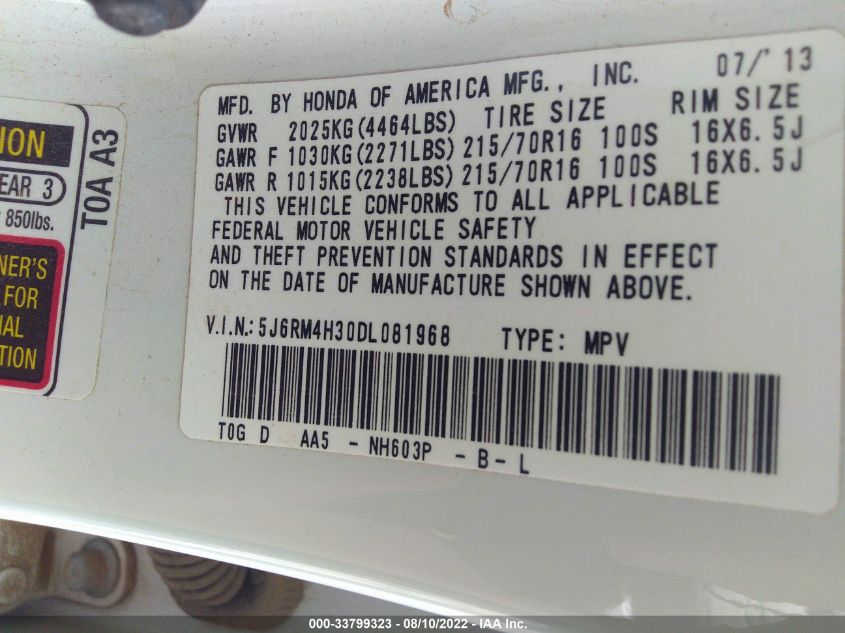 ION
EAR 3
850lbs.
NER'S
FOR
IAL
TION
TOA A3
MFD. BY HONDA OF AMERICA MFG., INC. 07/'13
GVWR 2025KG(4464LBS) TIRE SIZE RIM SIZE
GAWR F 1030KG(2271LBS) 215/70R16 100S 16X6.5J
GAWR R 1015KG(2238LBS) 215/70R16 100S 16X6.5J
THIS VEHICLE CONFORMS TO ALL APPLICABLE
FEDERAL MOTOR VEHICLE SAFETY
AND THEFT PREVENTION STANDARDS IN EFFECT
ON THE DATE OF MANUFACTURE SHOWN ABOVE.
V.I.N.: 5J6RM4H30DL081968 TYPE: MPV
TOG D AA5 - NH603P - B - L
000-33799323 - 08/10/2022 - IAA Inc.